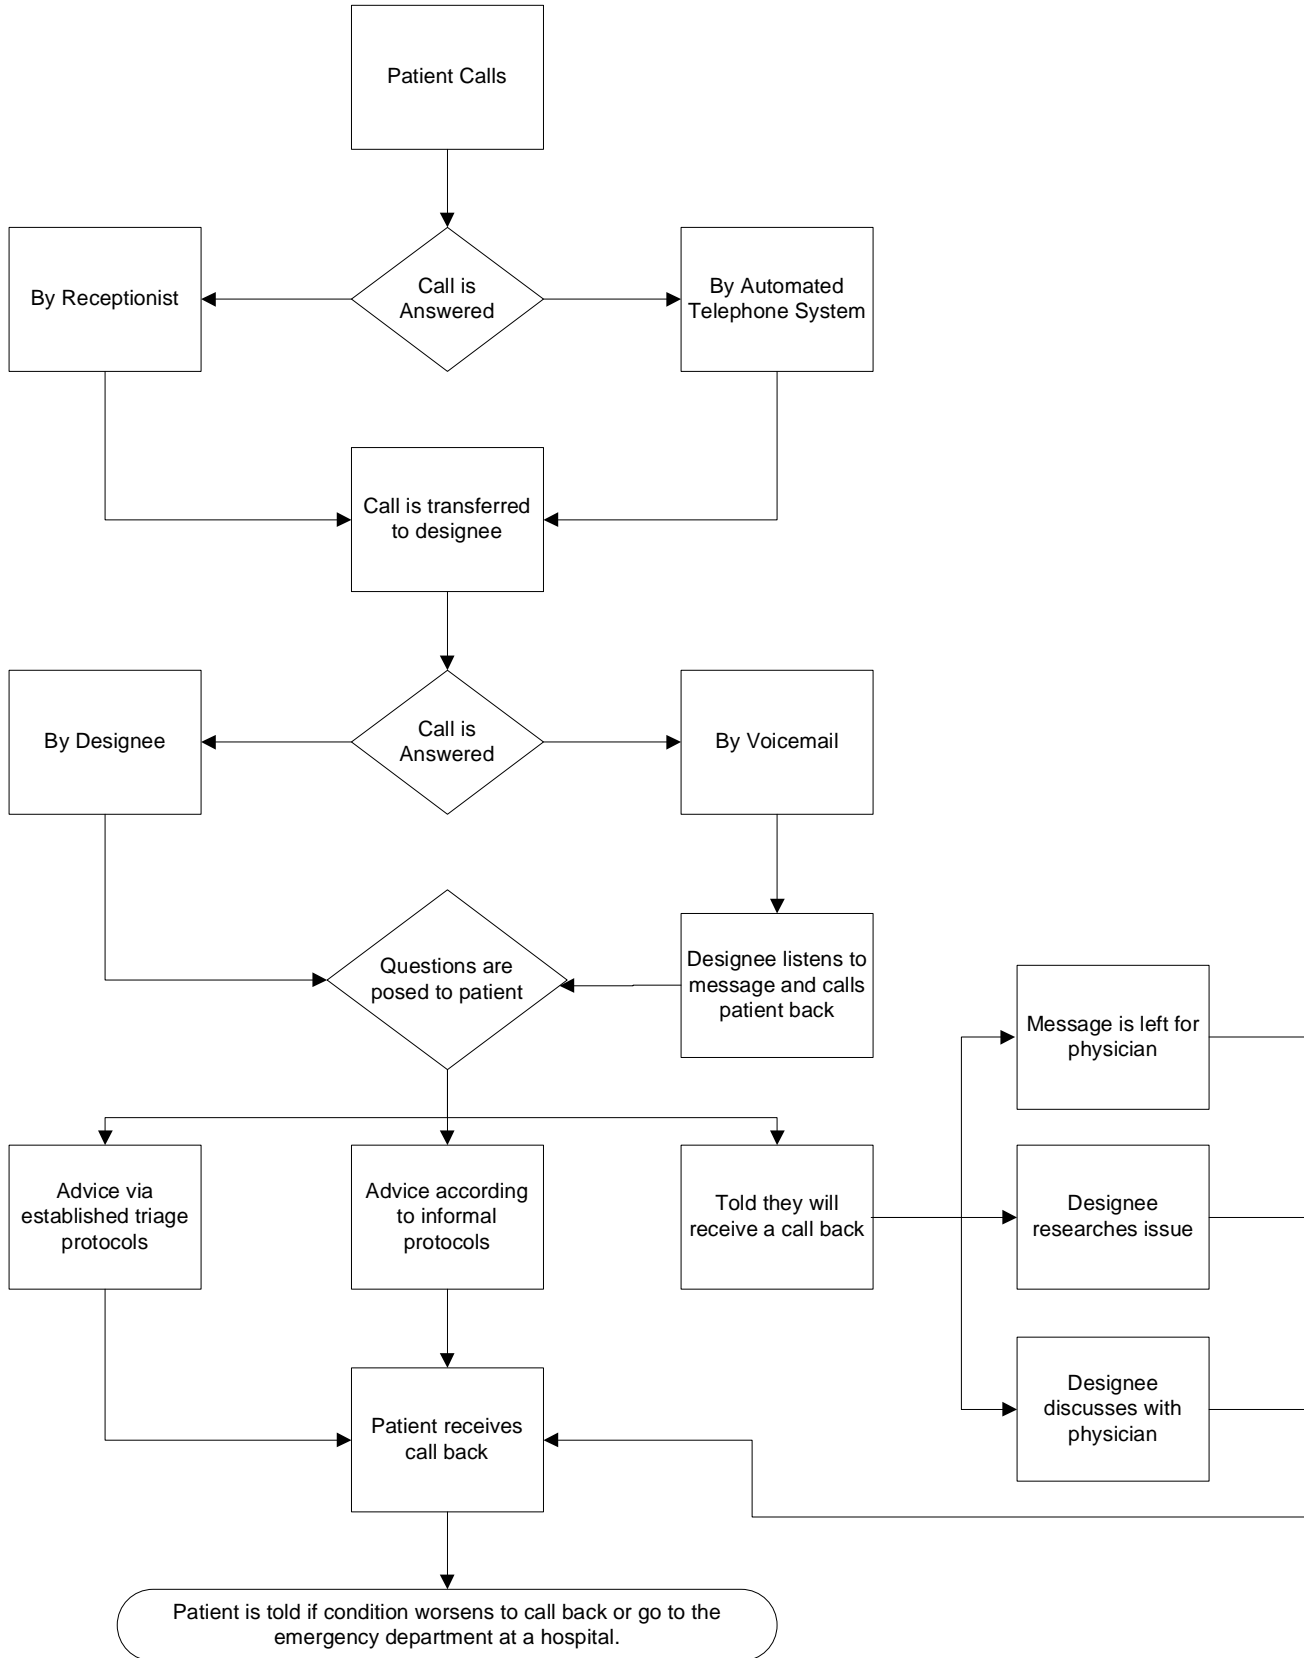 Patient Calls
By Receptionist
Call is
Answered
By Automated
Telephone System
Call is transferred
to designee
By Designee
Call is
Answered
By Voicemail
Questions are
posed to patient
Designee listens to
message and calls
patient back
Message is left for
physician
Advice via
established triage
protocols
Advice according
to informal
protocols
Told they will
receive a call back
Designee
researches issue
Designee
discusses with
physician
Patient receives
call back
Patient is told if condition worsens to call back or go to the
emergency department at a hospital.